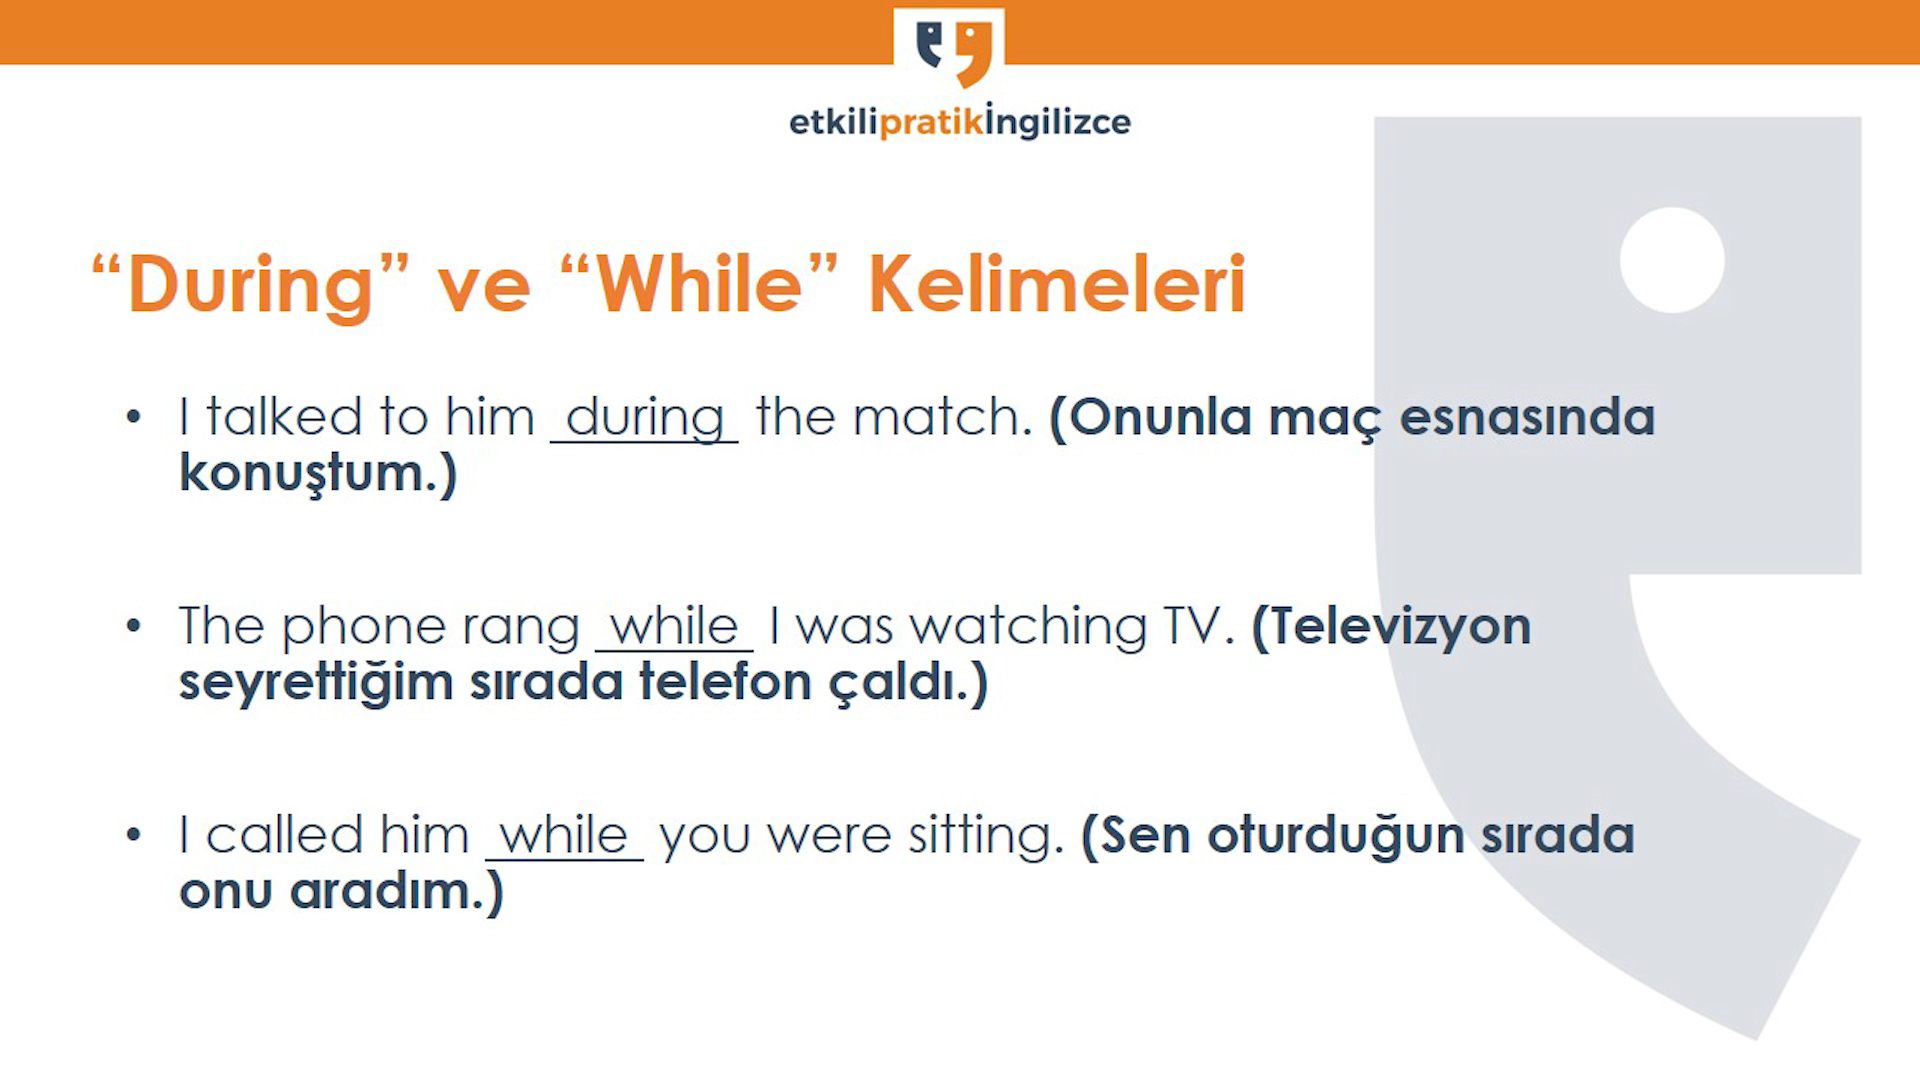 etkilipratikİngilizce
“During” ve “While” Kelimeleri
• I talked to him during the match. (Onunla maç esnasında
konuştum.)
• The phone rang while I was watching TV. (Televizyon
seyrettiğim sırada telefon çaldı.)
• I called him while you were sitting. (Sen oturduğun sırada
onu aradım.)